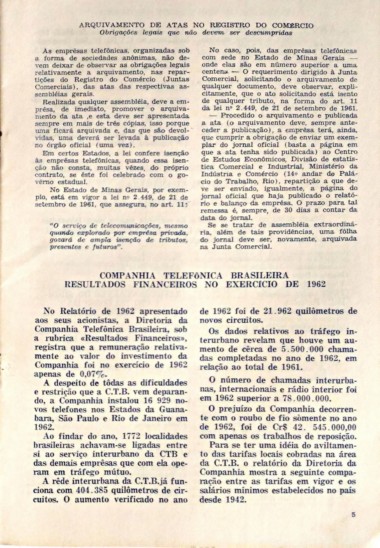 ARQUIVAMENTO DE ATAS NO REGISTRO DO COMÉRCIO
Obrigações legais que não devem ser descumpridas
As emprêsas telefônicas, organizadas sob
a forma de sociedades anônimas, não de-
vem deixar de observar as obrigações legais
relativamente a arquivamento, nas repar-
tições do Registro do Comércio (Juntas
Comerciais), das atas das respectivas as-
sembléias gerais.
Realizada qualquer assembléia, deve a em-
prêsa, de imediato, promover o arquiva-
mento da ata e esta deve ser apresentada
sempre em mais de três cópias, isso porque
uma ficará arquivada e, das que são devol-
vidas, uma deverá ser levada à publicação
no órgão oficial (uma vez).
Em certos Estados, a lei confere isenção
às emprêsas telefônicas, quando essa isen-
ção não consta, muitas vêzes, do próprio
contrato, se êste foi celebrado com o go-
vêrno estadual.
No Estado de Minas Gerais, por exem-
plo, está em vigor a lei nº 2 449, de 21 de
setembro de 1961, que assegura, no art. 11:
"O serviço de telecomunicações, mesmo
quando explorado por emprêsa privada,
gozará de ampla isenção de tributos,
presentes e futuros".
No caso, pois, das emprêsas telefônicas
com sede no Estado de Minas Gerais —
onde elas são em número superior a uma
centena — O requerimento dirigido à Junta
Comercial, solicitando o arquivamento de
qualquer documento, deve observar, expli-
citamente, que o ato solicitando está isento
de qualquer tributo, na forma do art. 11
da lei nº 2 449, de 21 de setembro de 1961.
— Procedido o arquivamento e publicada
a ata (o arquivamento deve, sempre ante-
ceder a publicação), a emprêsa terá, ainda,
que cumprir a obrigação de enviar um exem-
plar do jornal oficial (basta a página em
que a ata tenha sido publicada) ao Centro
de Estudos Econômicos, Divisão de estatís-
tica Comercial e Industrial, Ministério da
Indústria e Comércio (14º andar do Palá-
cio do Trabalho, Rio), repartição a que de-
ve ser enviado, igualmente, a página do
jornal oficial que haja publicado o relató-
rio e balanço da emprêsa. O prazo para tal
remessa é, sempre, de 30 dias a contar da
data do jornal.
Se se tratar de assembléia extraordiná-
ria, além de tais providências, uma fôlha
do jornal deve ser, novamente, arquivada
na Junta Comercial.
COMPANHIA TELEFÔNICA BRASILEIRA
RESULTADOS FINANCEIROS NO EXERCÍCIO DE 1962
No Relatório de 1962 apresentado
aos seus acionistas, a Diretoria da
Companhia Telefônica Brasileira, sob
a rubrica «Resultados Financeiros»,
registra que a remuneração relativa-
mente ao valor do investimento da
Companhia foi no exercício de 1962
apenas de 0,07%.
A despeito de tôdas as dificuldades
e restrição que a C.T.B. vem deparan-
do, a Companhia instalou 16 929 no-
vos telefones nos Estados da Guana-
bara, São Paulo e Rio de Janeiro em
1962.
Ao findar do ano, 1772 localidades
brasileiras achavam-se ligadas entre
si ao serviço interurbano da CTB e
das demais emprêsas que com ela ope-
ram em tráfego mútuo.
A rêde interurbana da C.T.B.já fun-
ciona com 404.385 quilômetros de cir-
cuitos. O aumento verificado no ano
de 1962 foi de 21.962 quilômetros de
novos circuitos.
Os dados relativos ao tráfego in-
terurbano revelam que houve um au-
mento de cêrca de 5.500.000 chama-
das completadas no ano de 1962, em
relação ao total de 1961.
O número de chamadas interurba-
nas, internacionais e rádio interior foi
em 1962 superior a 78.000.000.
O prejuízo da Companhia decorren-
te com o roubo de fio sòmente no ano
de 1962, foi de Cr$ 42. 545.000,00
com apenas os trabalhos de reposição.
Para se ter uma idéia do aviltamen-
to das tarifas locais cobradas na área
da C.T.B. o relatório da Diretoria da
Companhia mostra a seguinte compa-
ração entre as tarifas em vigor e os
salários mínimos estabelecidos no país
desde 1942.
5